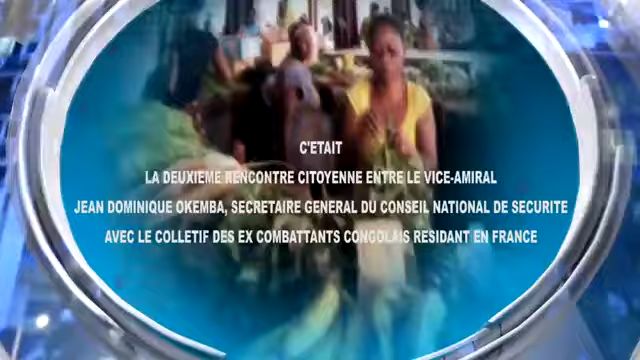 C'ETAIT
LA DEUXIEME RENCONTRE CITOYENNE ENTRE LE VICE-AMIRAL
JEAN DOMINIQUE OKEMBA, SECRETAIRE GENERAL DU CONSEIL NATIONAL DE SECURITE
AVEC LE COLLETIF DES EX COMBATTANTS CONGOLAIS RESIDANT EN FRANCE